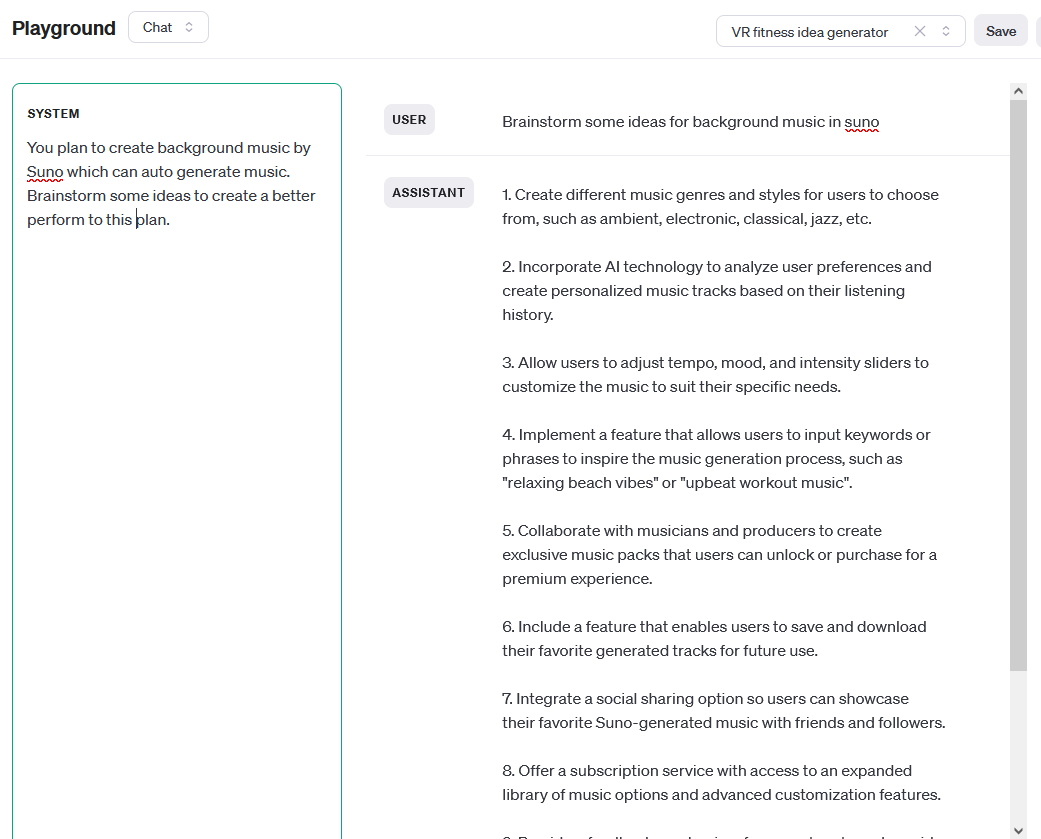 Playground
Chat
VR fitness idea generator
Save
SYSTEM
You plan to create background music by
Suno which can auto generate music.
Brainstorm some ideas to create a better
perform to this plan.
USER
Brainstorm some ideas for background music in suno
ASSISTANT
1. Create different music genres and styles for users to choose
from, such as ambient, electronic, classical, jazz, etc.
2. Incorporate AI technology to analyze user preferences and
create personalized music tracks based on their listening
history.
3. Allow users to adjust tempo, mood, and intensity sliders to
customize the music to suit their specific needs.
4. Implement a feature that allows users to input keywords or
phrases to inspire the music generation process, such as
"relaxing beach vibes" or "upbeat workout music".
5. Collaborate with musicians and producers to create
exclusive music packs that users can unlock or purchase for a
premium experience.
6. Include a feature that enables users to save and download
their favorite generated tracks for future use.
7. Integrate a social sharing option so users can showcase
their favorite Suno-generated music with friends and followers.
8. Offer a subscription service with access to an expanded
library of music options and advanced customization features.